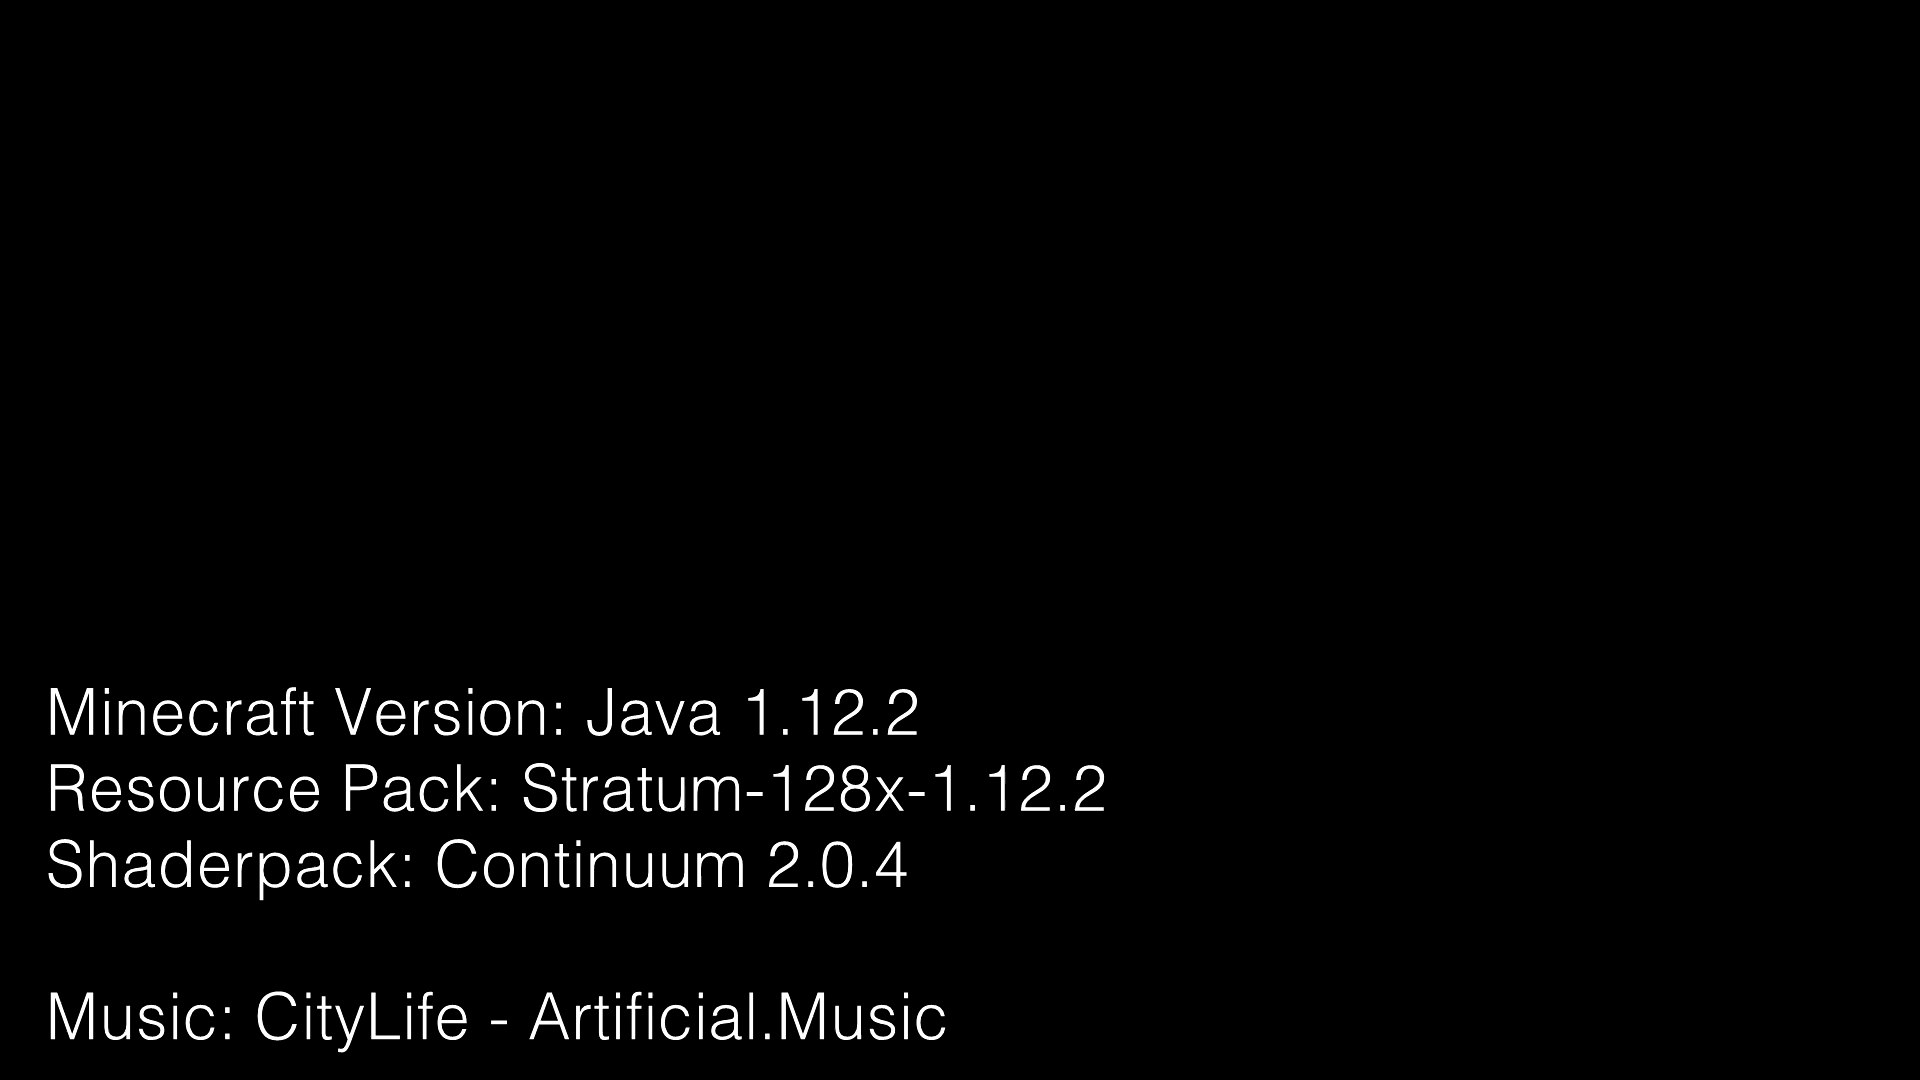 Minecraft Version: Java 1.12.2
Resource Pack: Stratum-128x-1.12.2
Shaderpack: Continuum 2.0.4
Music: CityLife - Artificial.Music